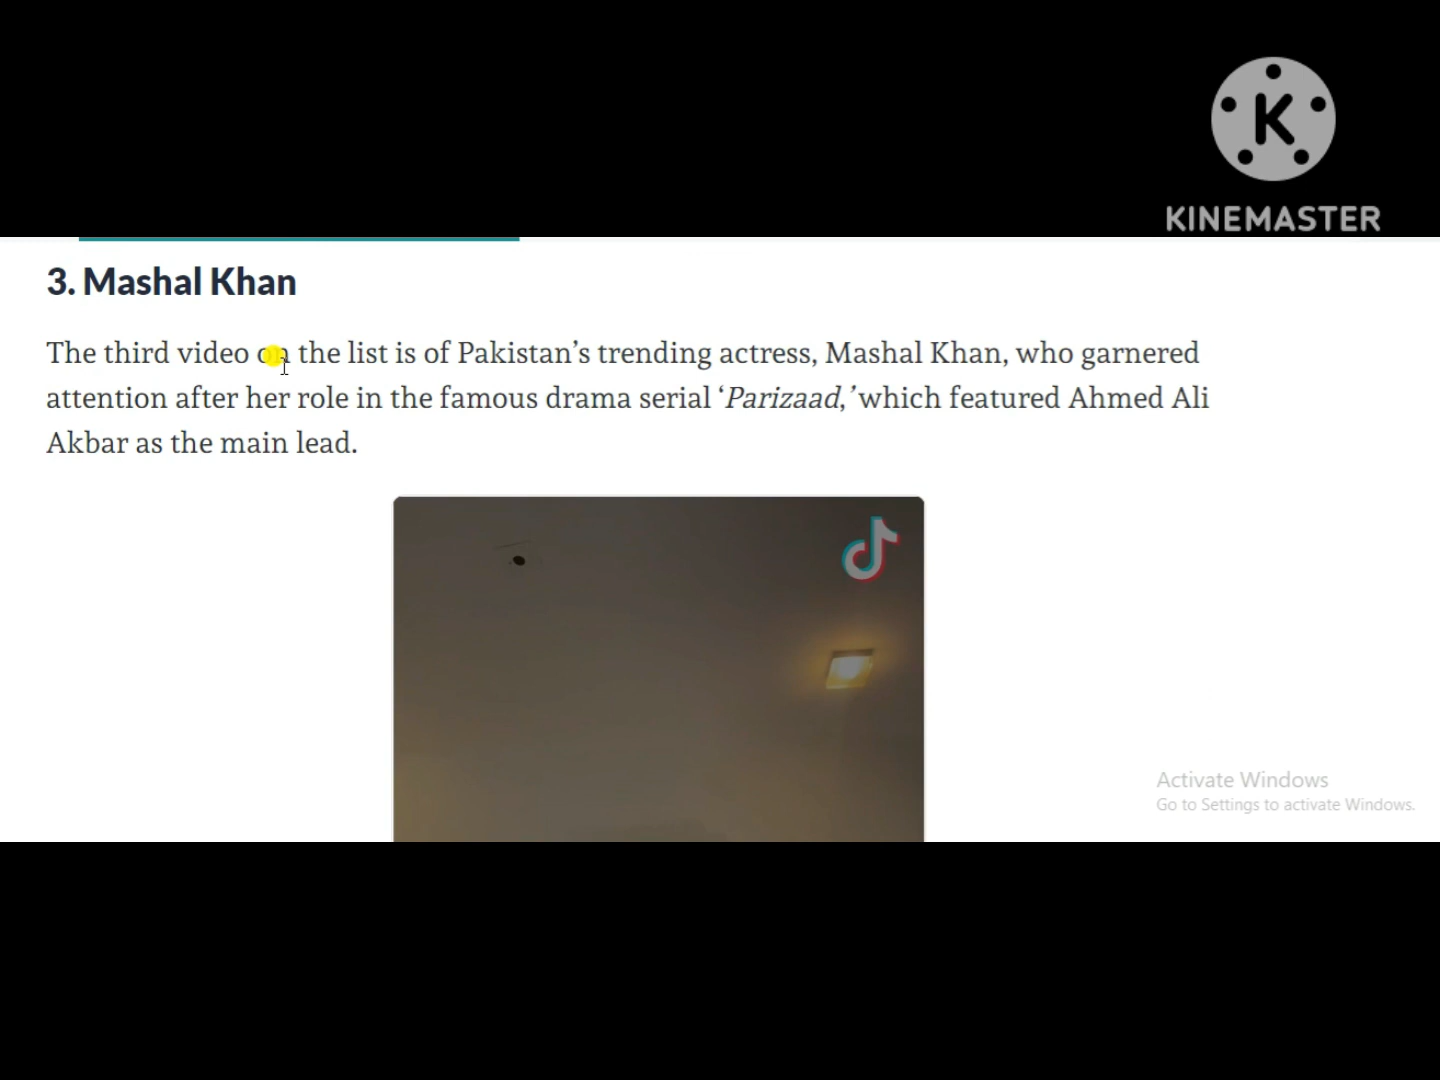 K
KINEMASTER
3. Mashal Khan
The third video on the list is of Pakistan’s trending actress, Mashal Khan, who garnered
attention after her role in the famous drama serial ‘Parizaad,’ which featured Ahmed Ali
Akbar as the main lead.
Activate Windows
Go to Settings to activate Windows.